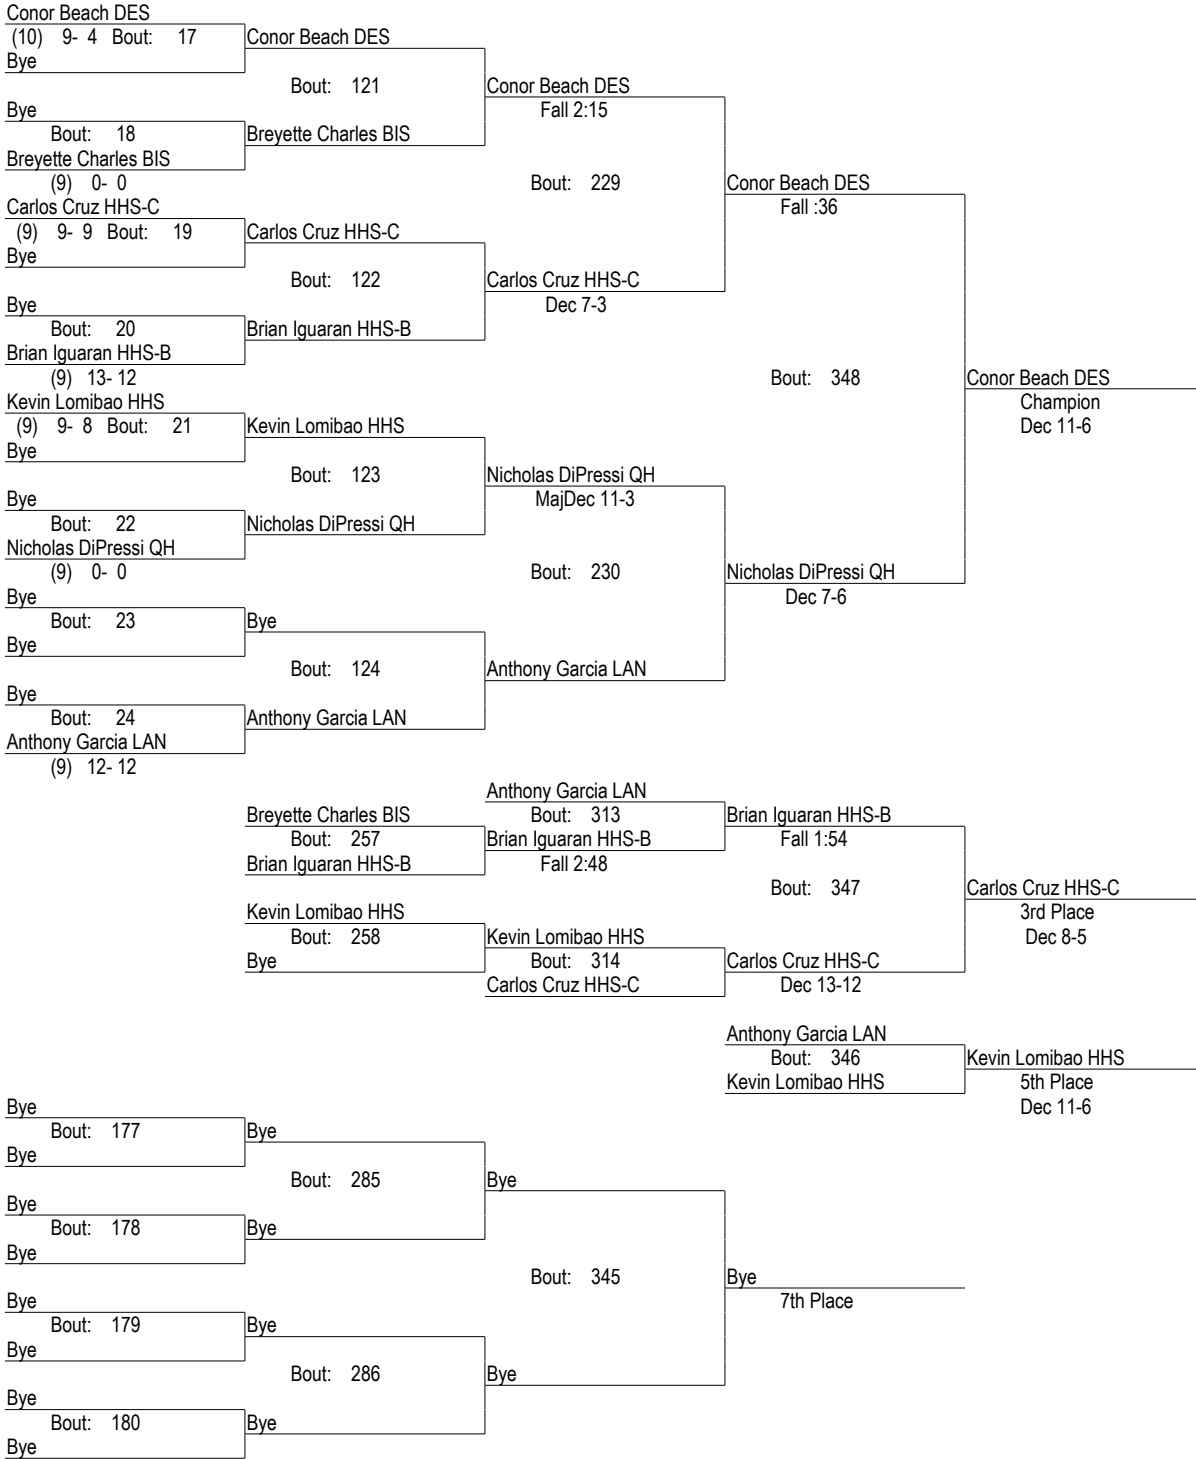 Conor Beach DES
(10) 9- 4 Bout: 17 Conor Beach DES
Bye
Bout: 121 Conor Beach DES
Bye Fall 2:15
Bout: 18 Breyette Charles BIS
Breyette Charles BIS
(9) 0- 0 Bout: 229 Conor Beach DES
Carlos Cruz HHS-C Fall :36
(9) 9- 9 Bout: 19 Carlos Cruz HHS-C
Bye
Bout: 122 Carlos Cruz HHS-C
Bye Dec 7-3
Bout: 20 Brian Iguaran HHS-B
Brian Iguaran HHS-B
(9) 13- 12 Bout: 348 Conor Beach DES
Kevin Lomibao HHS Champion
(9) 9- 8 Bout: 21 Kevin Lomibao HHS Dec 11-6
Bye
Bout: 123 Nicholas DiPressi QH
Bye MajDec 11-3
Bout: 22 Nicholas DiPressi QH
Nicholas DiPressi QH
(9) 0- 0 Bout: 230 Nicholas DiPressi QH
Bye Dec 7-6
Bout: 23 Bye
Bye
Bout: 124 Anthony Garcia LAN
Bye
Bout: 24 Anthony Garcia LAN
Anthony Garcia LAN
(9) 12- 12
Anthony Garcia LAN
Breyette Charles BIS Bout: 313 Brian Iguaran HHS-B
Bout: 257 Brian Iguaran HHS-B Fall 1:54
Brian Iguaran HHS-B Fall 2:48
Bout: 347 Carlos Cruz HHS-C
Kevin Lomibao HHS 3rd Place
Bout: 258 Kevin Lomibao HHS Dec 8-5
Bye Bout: 314 Carlos Cruz HHS-C
Carlos Cruz HHS-C Dec 13-12
Anthony Garcia LAN
Bout: 346 Kevin Lomibao HHS
Kevin Lomibao HHS 5th Place
Bye Dec 11-6
Bout: 177 Bye
Bye
Bout: 285 Bye
Bye
Bout: 178 Bye
Bye
Bout: 345 Bye
Bye 7th Place
Bout: 179 Bye
Bye
Bout: 286 Bye
Bye
Bout: 180 Bye
Bye